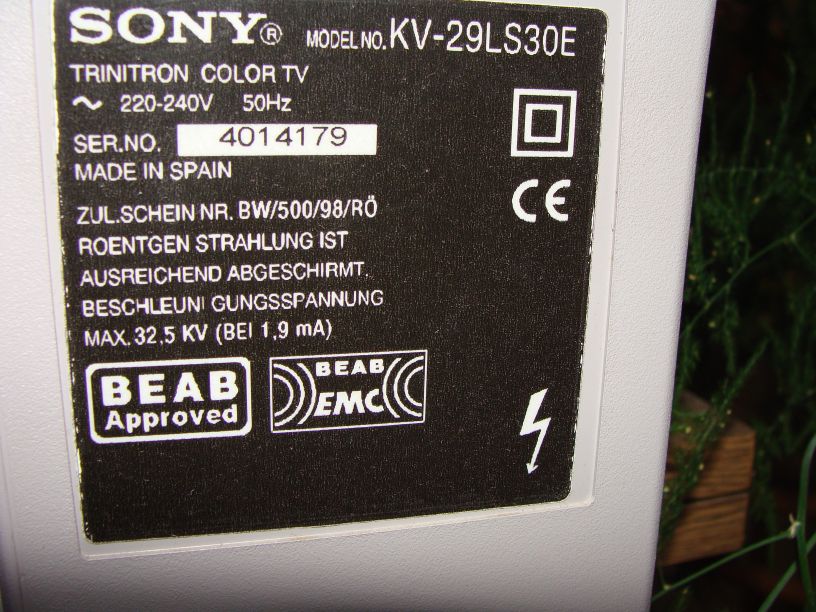 SONY® MODEL NO. KV-29LS30E
TRINITRON COLOR TV
~ 220-240V 50Hz
SER.NO. 4014179
MADE IN SPAIN
CE
ZUL.SCHEIN NR. BW/500/98/RÖ
ROENTGEN STRAHLUNG IST
AUSREICHEND ABGESCHIRMT.
BESCHLEUNI GUNGSSPANNUNG
MAX. 32,5 KV (BEI 1,9 mA)
BEAB
Approved
BEAB
EMC